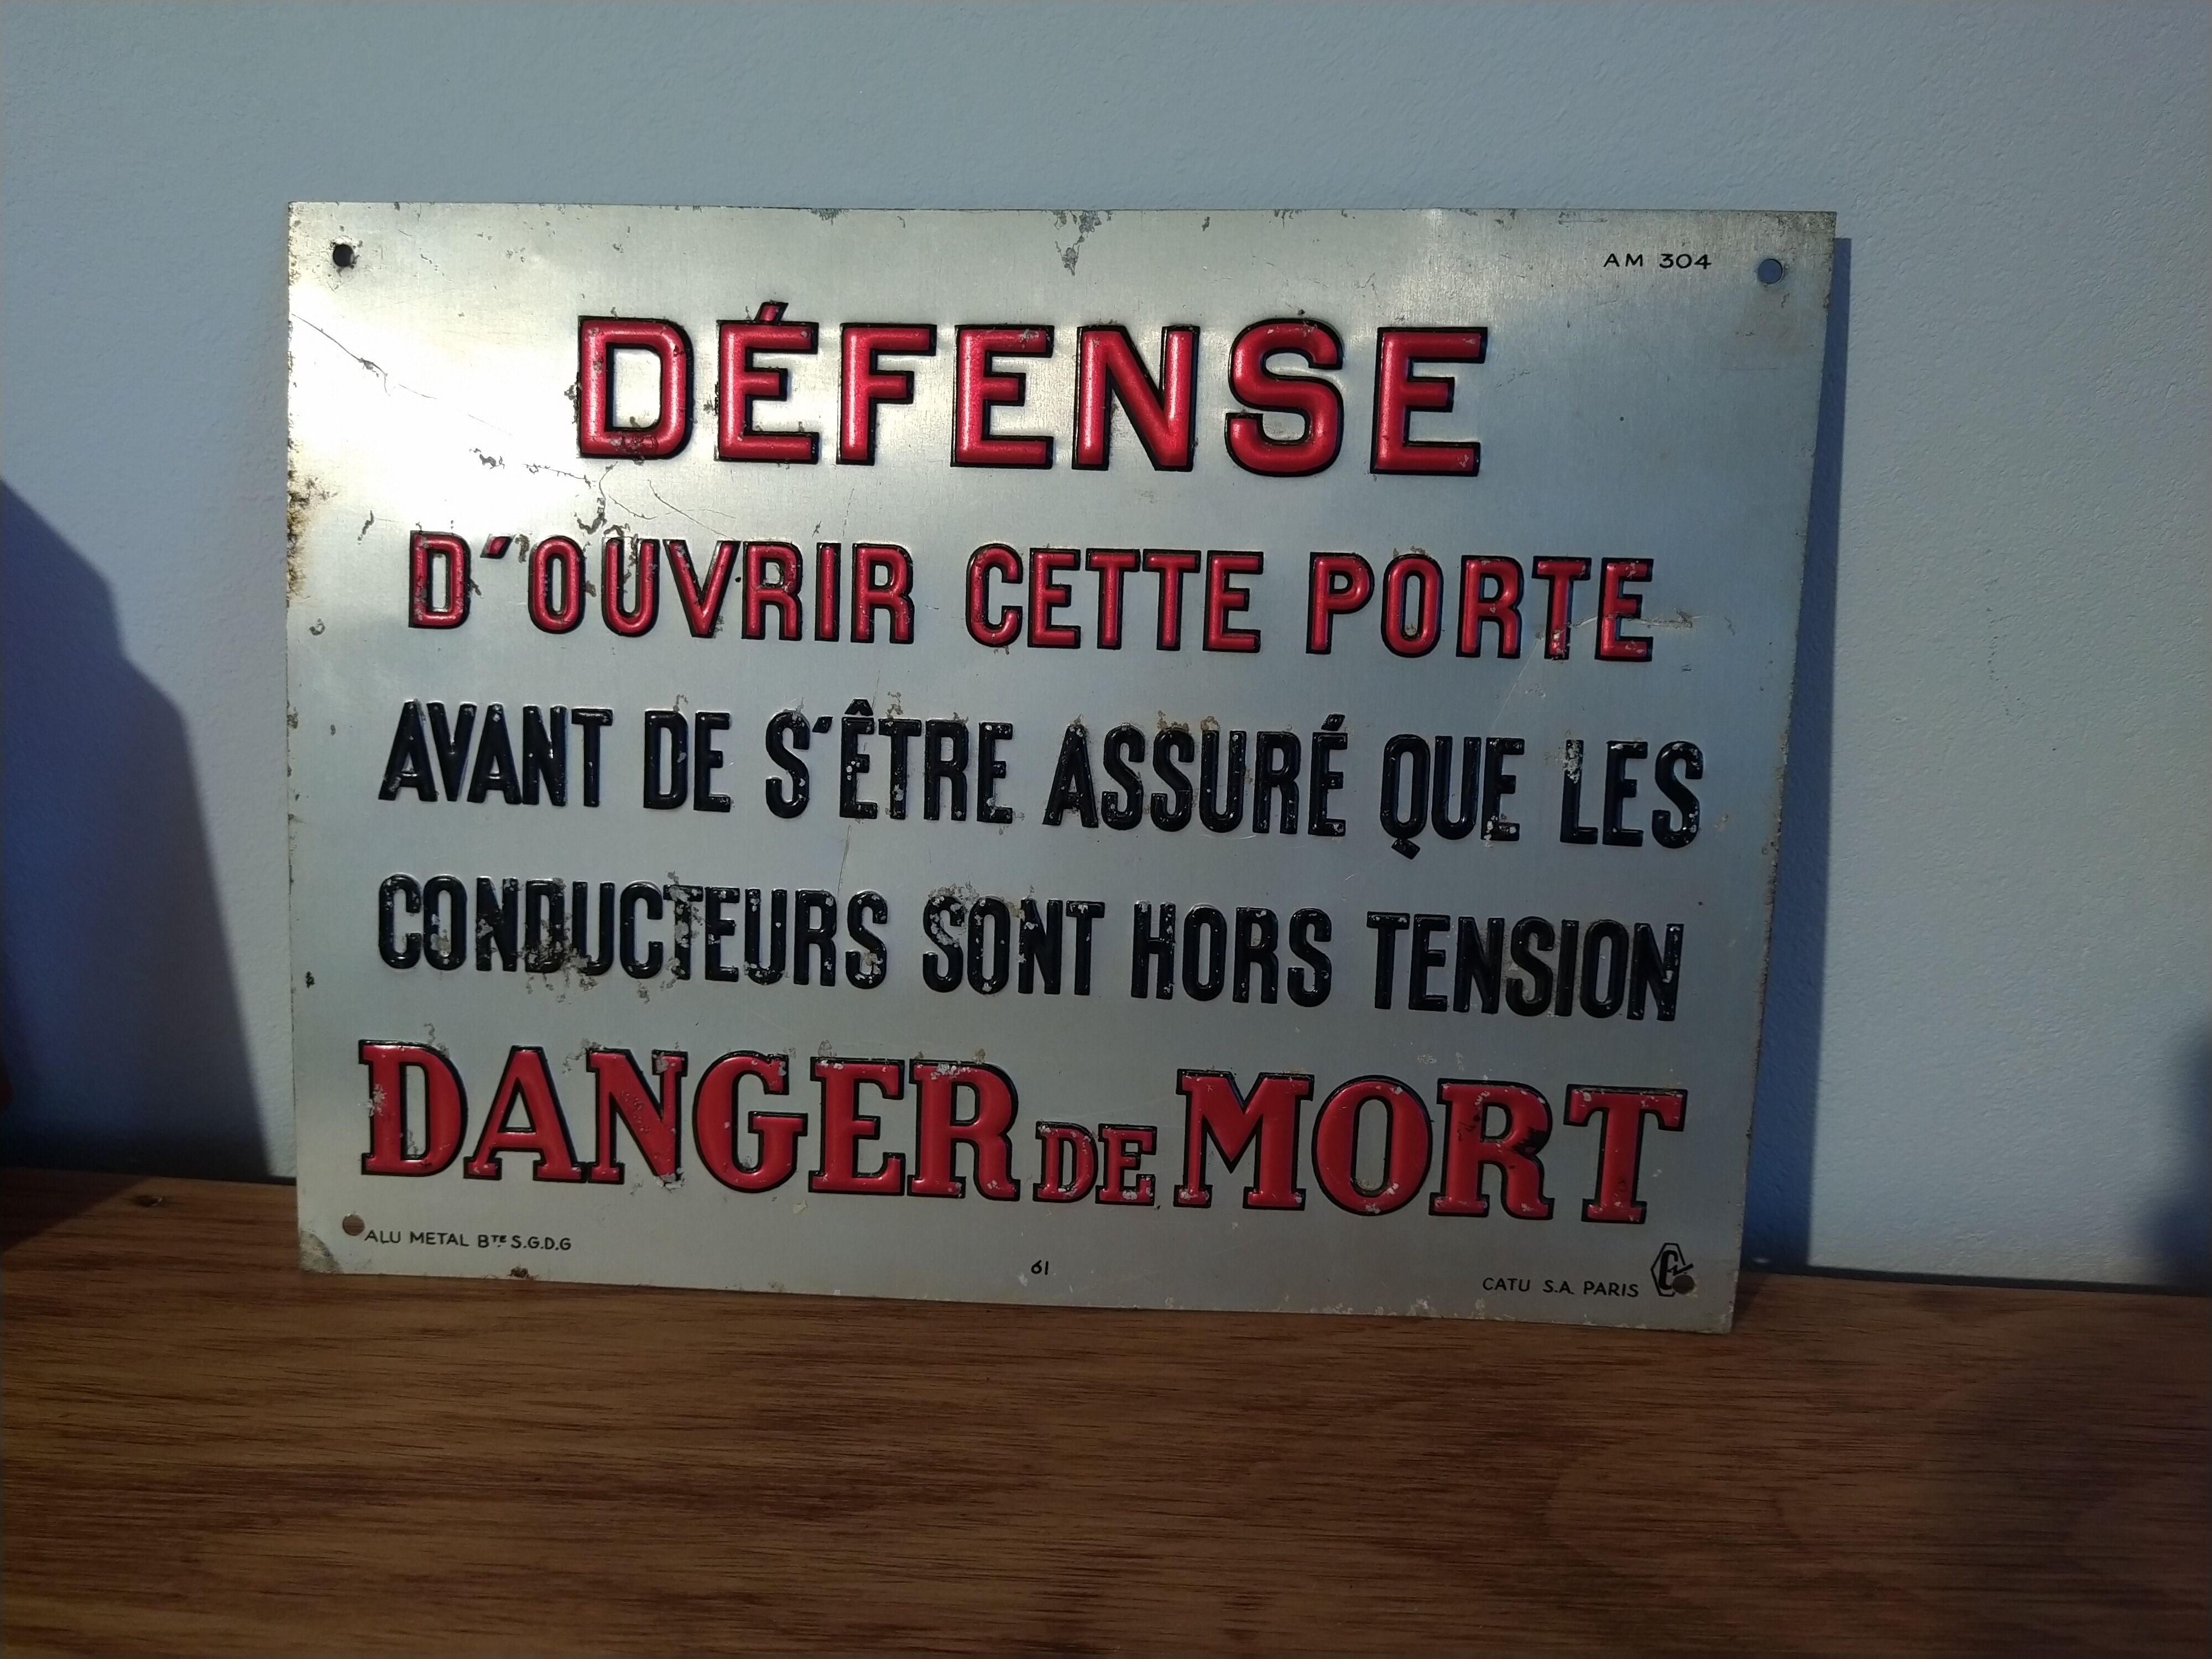 AM 304
DÉFENSE
D'OUVRIR CETTE PORTE
AVANT DE S'ÊTRE ASSURÉ QUE LES
CONDUCTEURS SONT HORS TENSION
DANGER DE MORT
ALU METAL BTE S.G.D.G
61
CATU S.A. PARIS